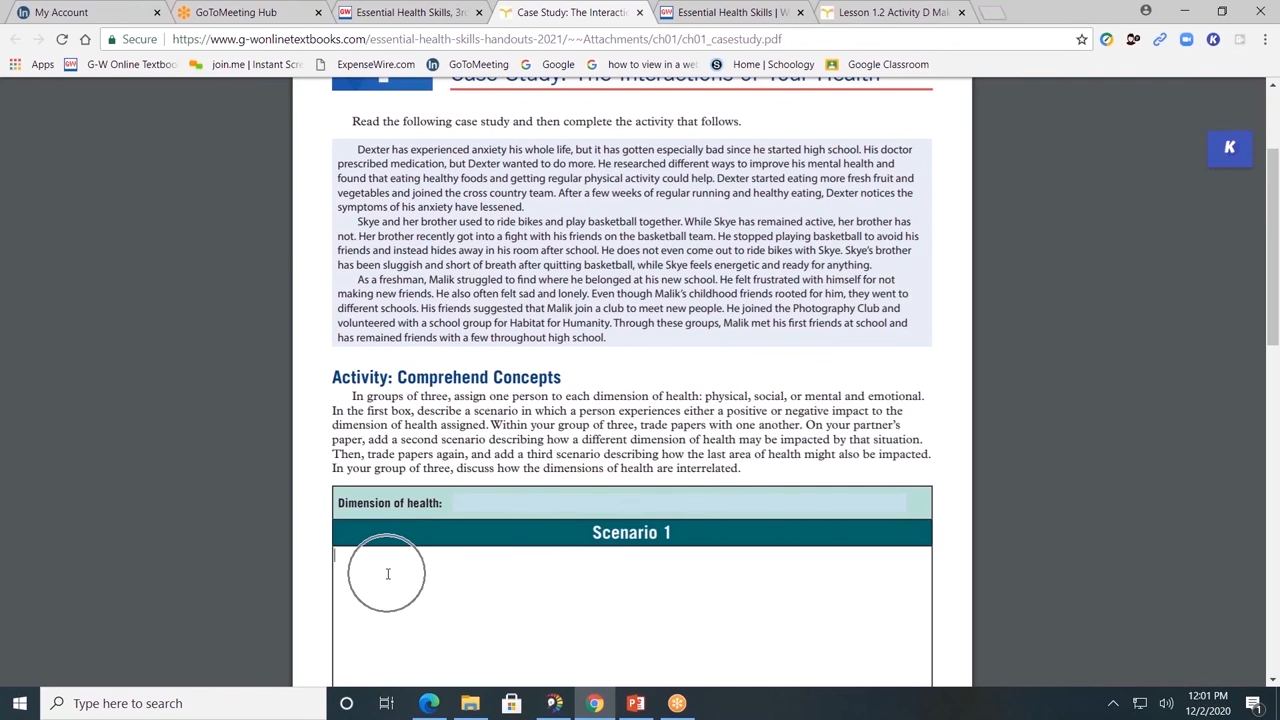 My Account
GoToMeeting Hub
Essential Health Skills, 3rd
Case Study: The Interactio
Essential Health Skills | W
Lesson 1.2 Activity D Mak
Secure https://www.g-wonlinetextbooks.com/essential-health-skills-handouts-2021/~~Attachments/ch01/ch01_casestudy.pdf
Apps G-W Online Textboo join.me | Instant Scre ExpenseWire.com GoToMeeting Google how to view in a web Home | Schoology Google Classroom
Case Study: The Interactions of Your Health
Read the following case study and then complete the activity that follows.
Dexter has experienced anxiety his whole life, but it has gotten especially bad since he started high school. His doctor
prescribed medication, but Dexter wanted to do more. He researched different ways to improve his mental health and
found that eating healthy foods and getting regular physical activity could help. Dexter started eating more fresh fruit and
vegetables and joined the cross country team. After a few weeks of regular running and healthy eating, Dexter notices the
symptoms of his anxiety have lessened.
Skye and her brother used to ride bikes and play basketball together. While Skye has remained active, her brother has
not. Her brother recently got into a fight with his friends on the basketball team. He stopped playing basketball to avoid his
friends and instead hides away in his room after school. He does not even come out to ride bikes with Skye. Skye's brother
has been sluggish and short of breath after quitting basketball, while Skye feels energetic and ready for anything.
As a freshman, Malik struggled to find where he belonged at his new school. He felt frustrated with himself for not
making new friends. He also often felt sad and lonely. Even though Malik's childhood friends rooted for him, they went to
different schools. His friends suggested that Malik join a club to meet new people. He joined the Photography Club and
volunteered with a school group for Habitat for Humanity. Through these groups, Malik met his first friends at school and
has remained friends with a few throughout high school.
K
Activity: Comprehend Concepts
In groups of three, assign one person to each dimension of health: physical, social, or mental and emotional.
In the first box, describe a scenario in which a person experiences either a positive or negative impact to the
dimension of health assigned. Within your group of three, trade papers with one another. On your partner's
paper, add a second scenario describing how a different dimension of health may be impacted by that situation.
Then, trade papers again, and add a third scenario describing how the last area of health might also be impacted.
In your group of three, discuss how the dimensions of health are interrelated.
Dimension of health:
Scenario 1
Type here to search
12:01 PM
12/2/2020